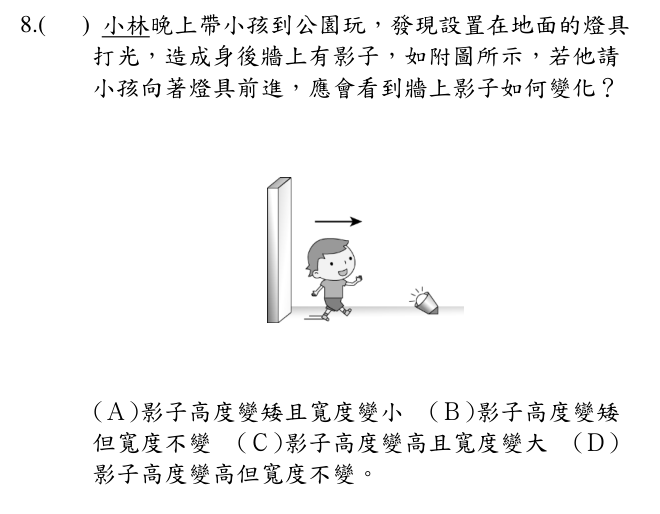 8.(　　) 小林晚上帶小孩到公園玩，發現設置在地面的燈具
打光，造成身後牆上有影子，如附圖所示，若他請
小孩向著燈具前進，應會看到牆上影子如何變化？
（A）影子高度變矮且寬度變小　（B）影子高度變矮
但寬度不變　（C）影子高度變高且寬度變大　（D）
影子高度變高但寬度不變。